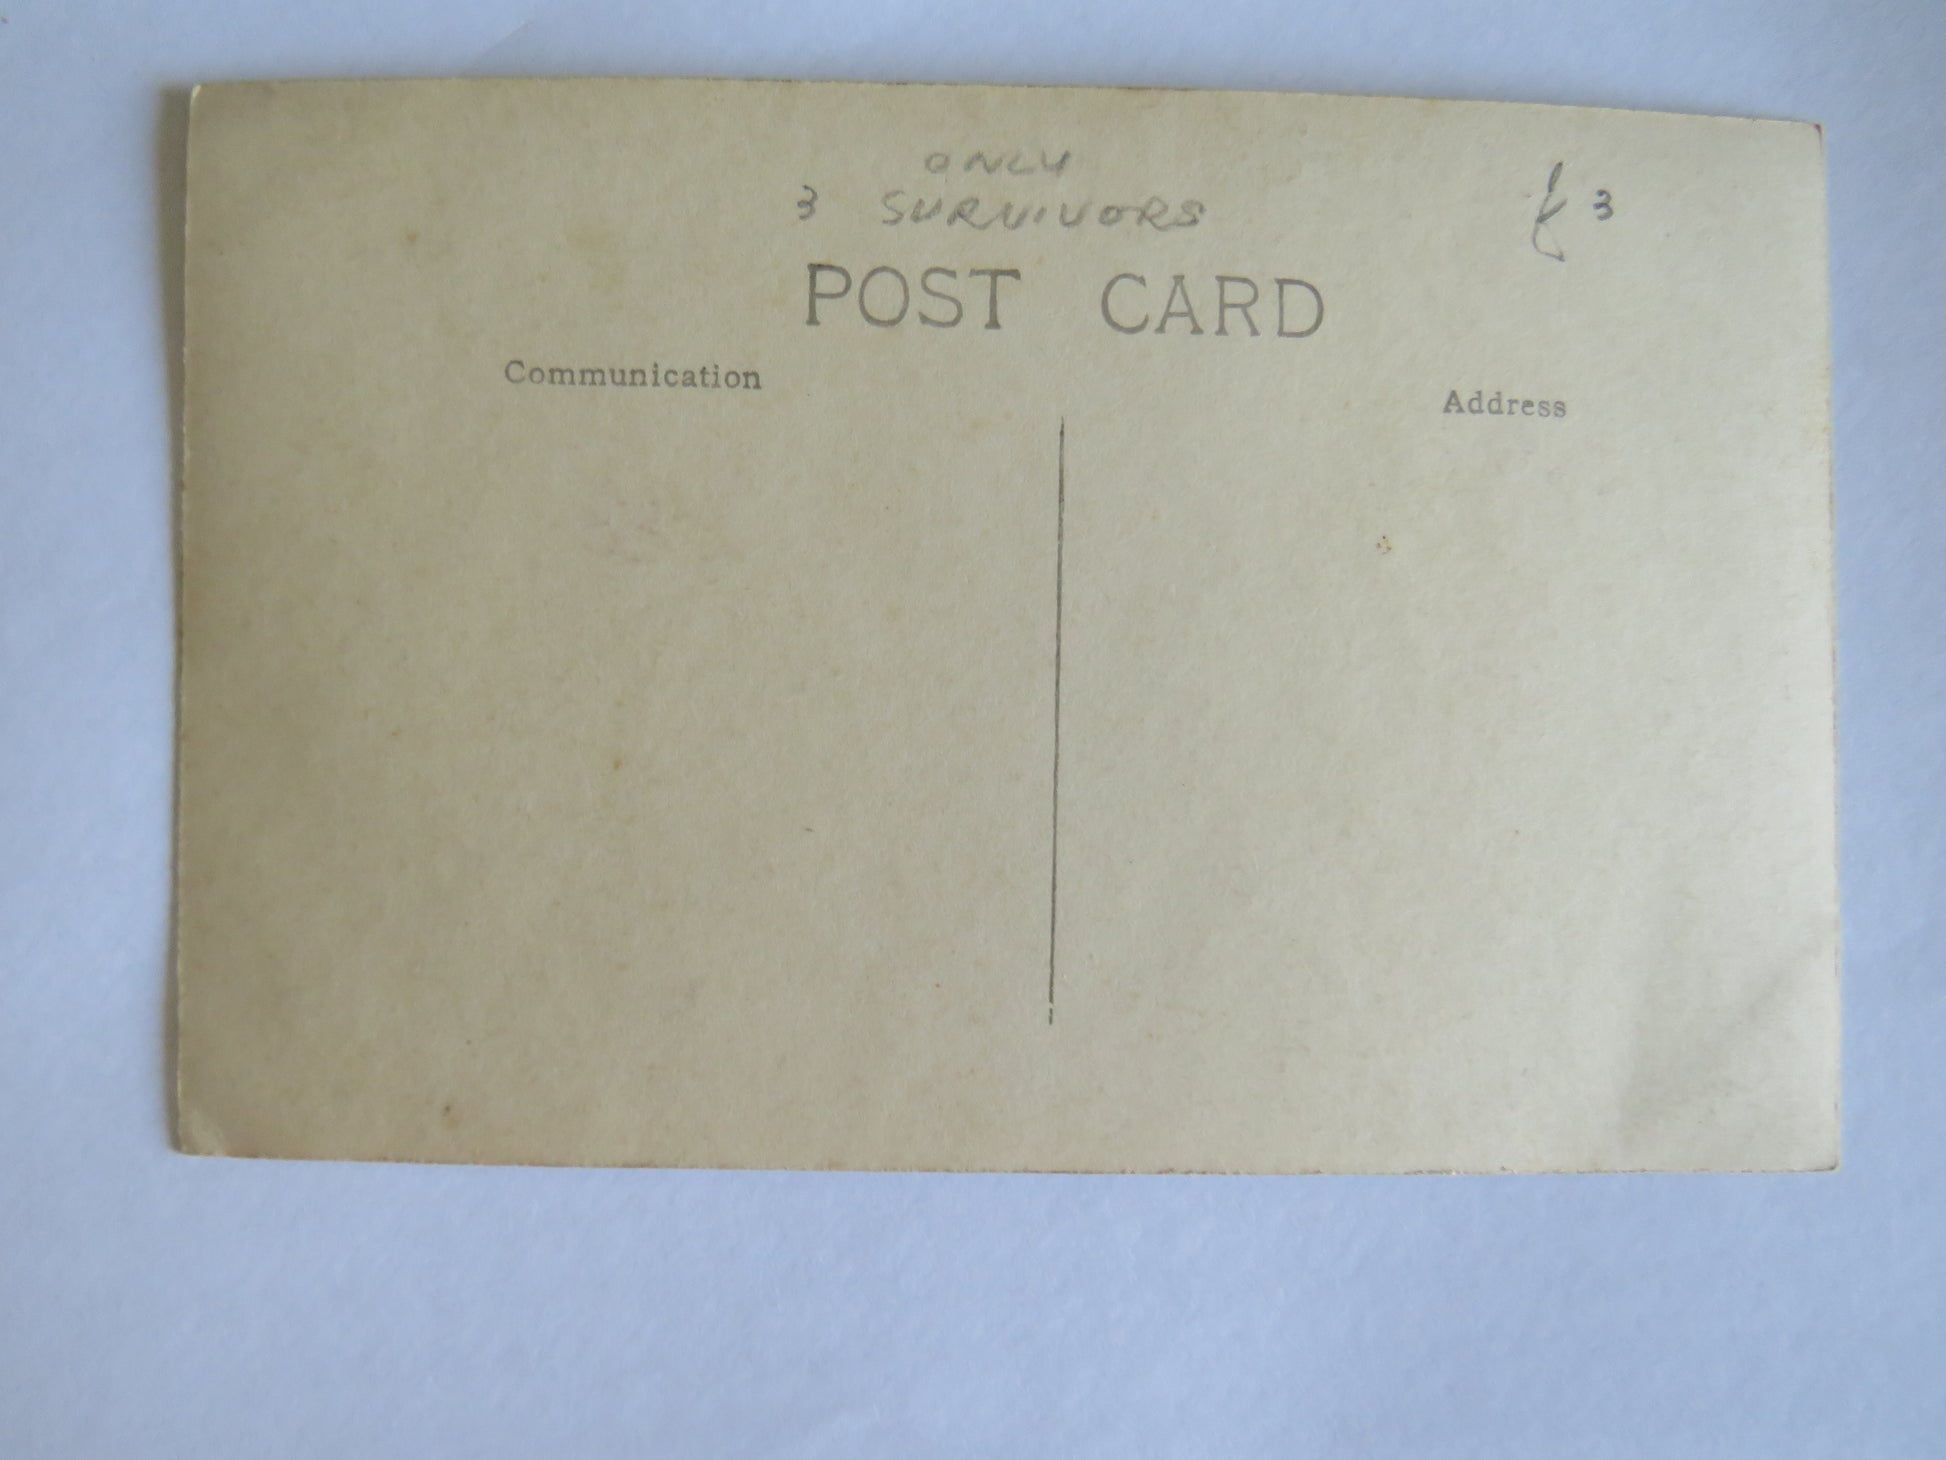 ONLY
3 SURVIVORS
£3
POST CARD
Communication
Address